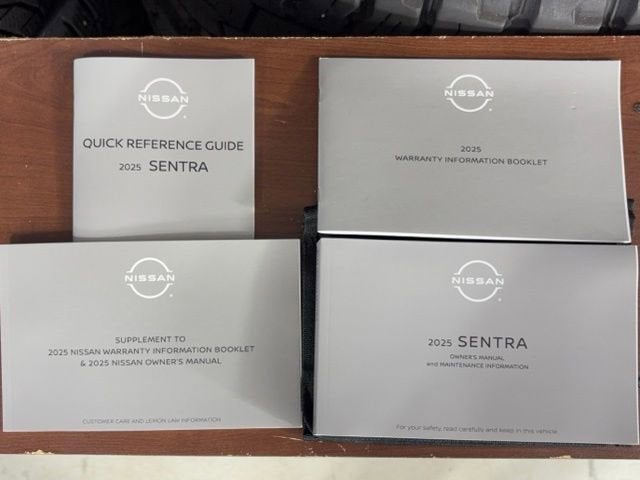 NISSAN
QUICK REFERENCE GUIDE
2025 SENTRA
NISSAN
2025
WARRANTY INFORMATION BOOKLET
NISSAN
SUPPLEMENT TO
2025 NISSAN WARRANTY INFORMATION BOOKLET
& 2025 NISSAN OWNER'S MANUAL
CUSTOMER CARE AND LEMON LAW INFORMATION
NISSAN
2025 SENTRA
OWNER'S MANUAL
and MAINTENANCE INFORMATION
For your safety, read carefully and keep in this vehicle.